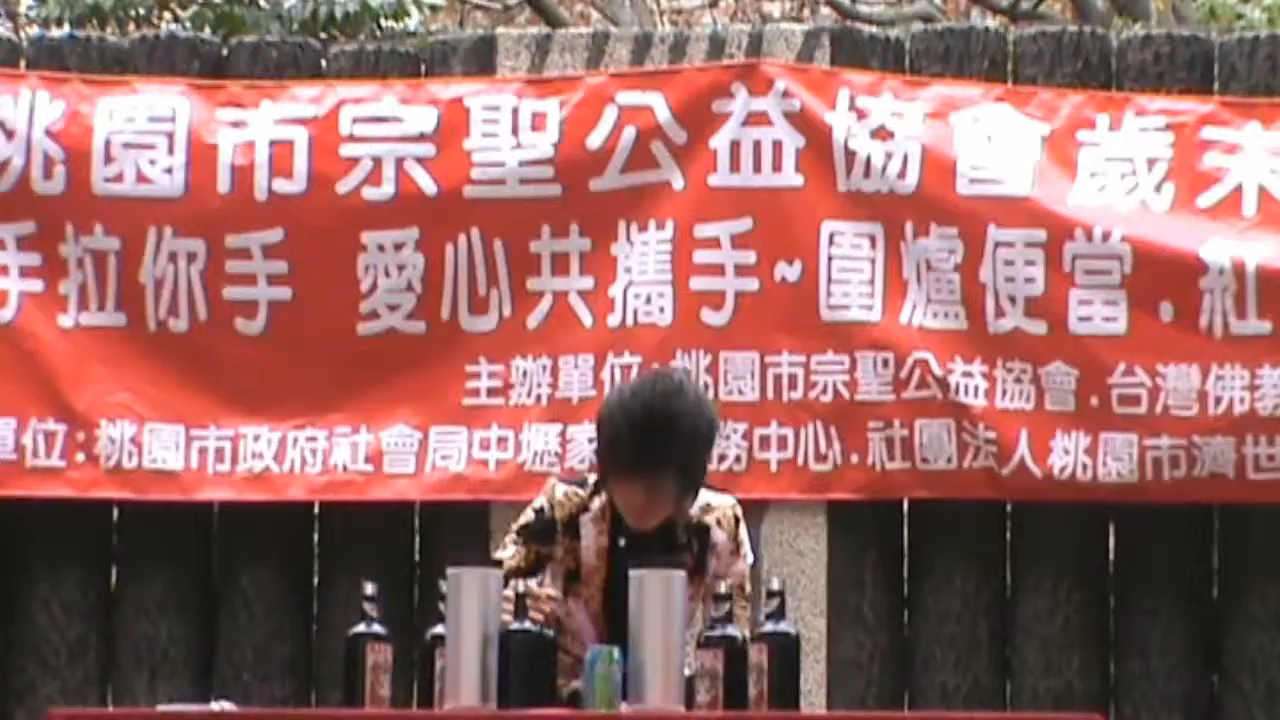 桃園市宗聖公益協會歲末
手拉你手 愛心共攜手~圍爐便當.紅
主辦單位:桃園市宗聖公益協會.台灣佛教
單位:桃園市政府社會局中壢家 務中心.社團法人桃園市濟世